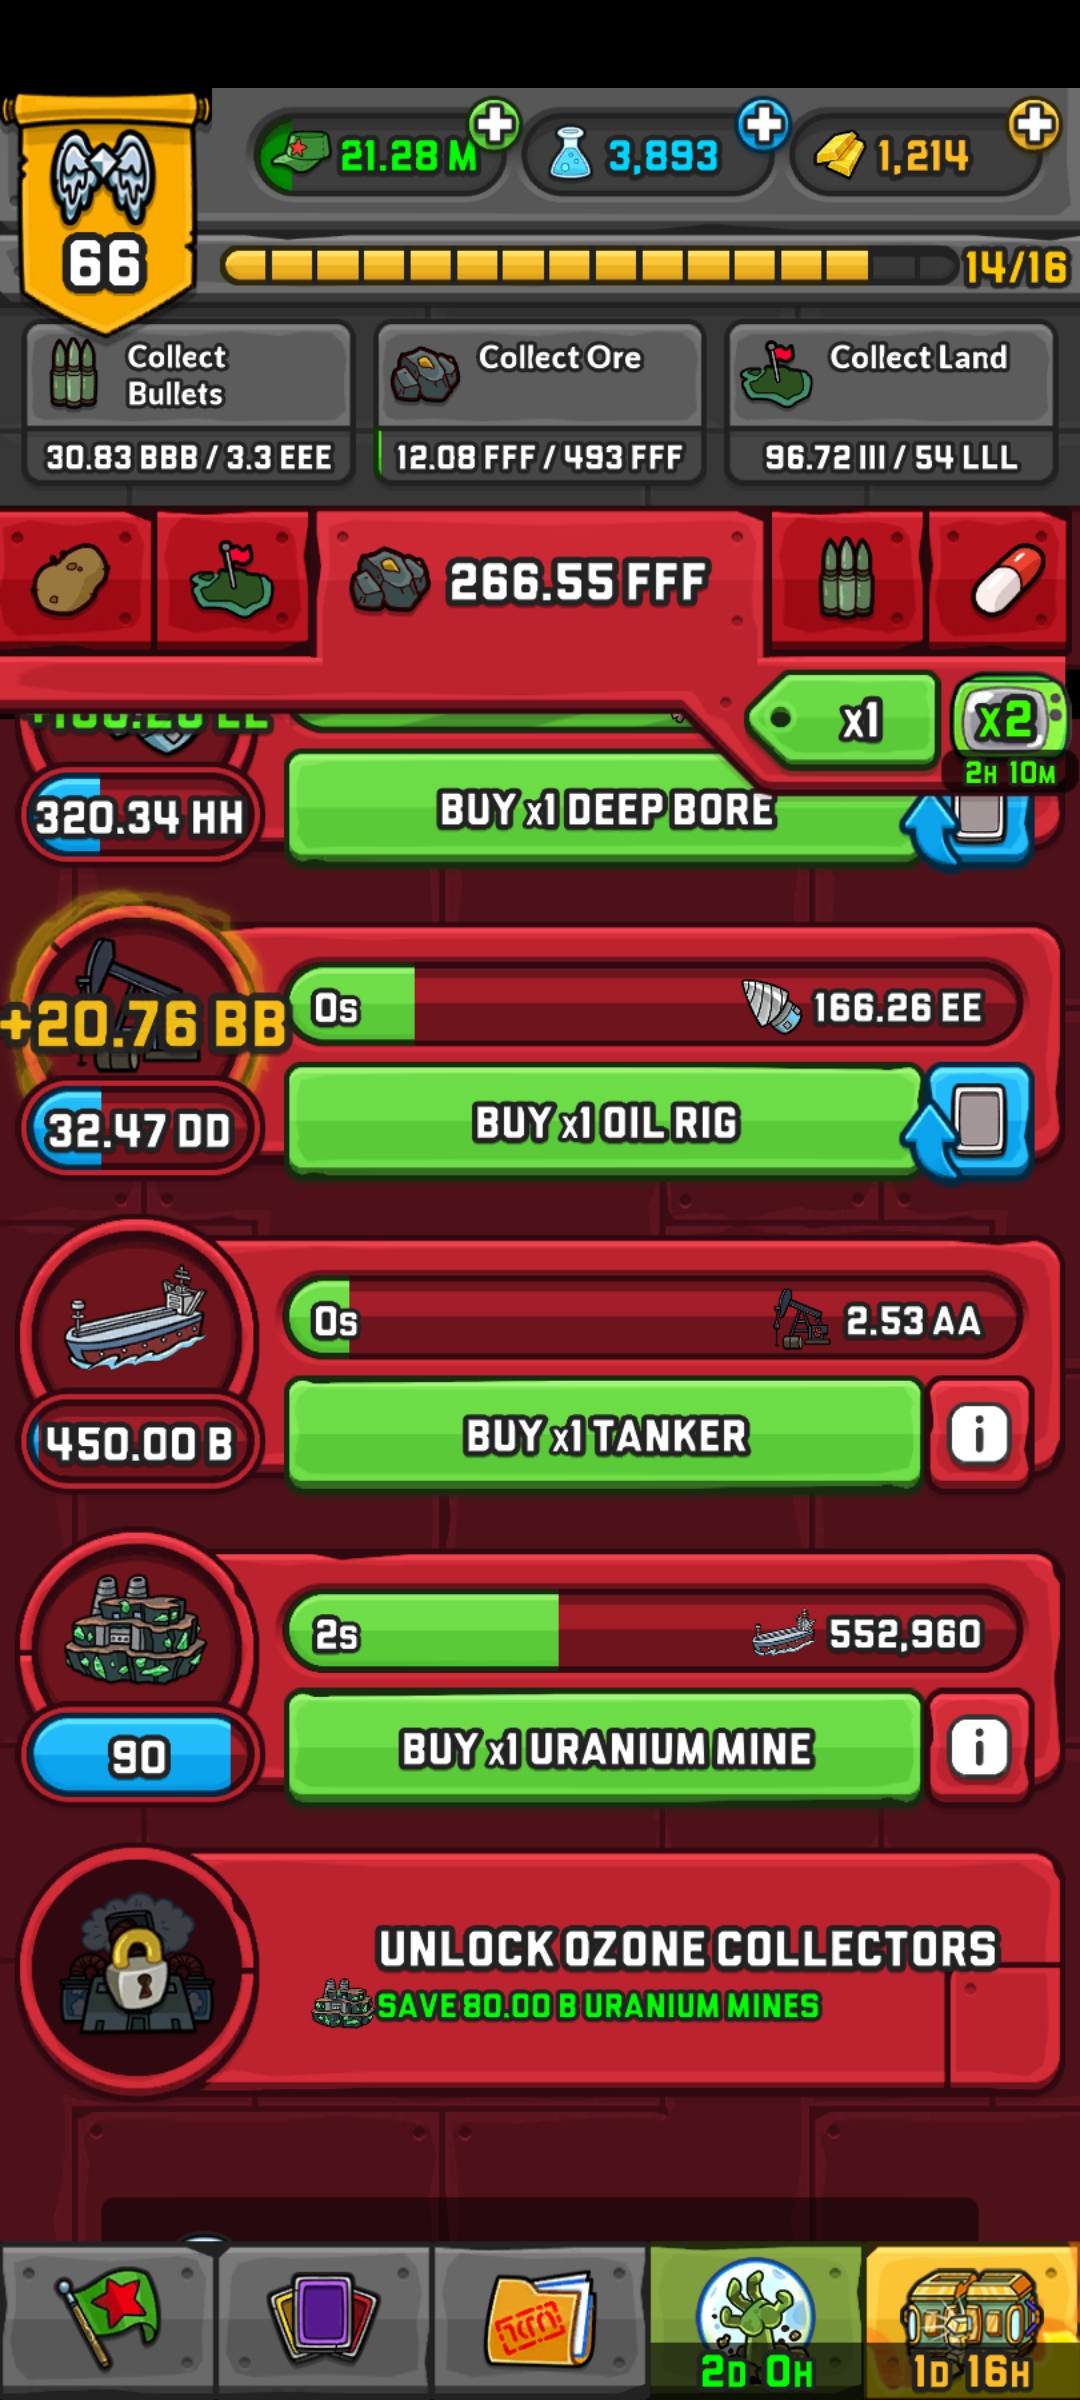 21.28 M
3,893
1,214
66
14/16
Collect
Bullets
Collect Ore
Collect Land
30.83 BBB / 3.3 EEE
12.08 FFF / 493 FFF
96.72 III / 54 LLL
266.55 FFF
x1
x2
2H 10M
320.34 HH
BUY x1 DEEP BORE
+20.76 BB
0s
166.26 EE
32.47 DD
BUY x1 OIL RIG
0s
2.53 AA
450.00 B
BUY x1 TANKER
i
2s
552,960
90
BUY x1 URANIUM MINE
i
UNLOCK OZONE COLLECTORS
SAVE 80.00 B URANIUM MINES
2D 0H
1D 16H